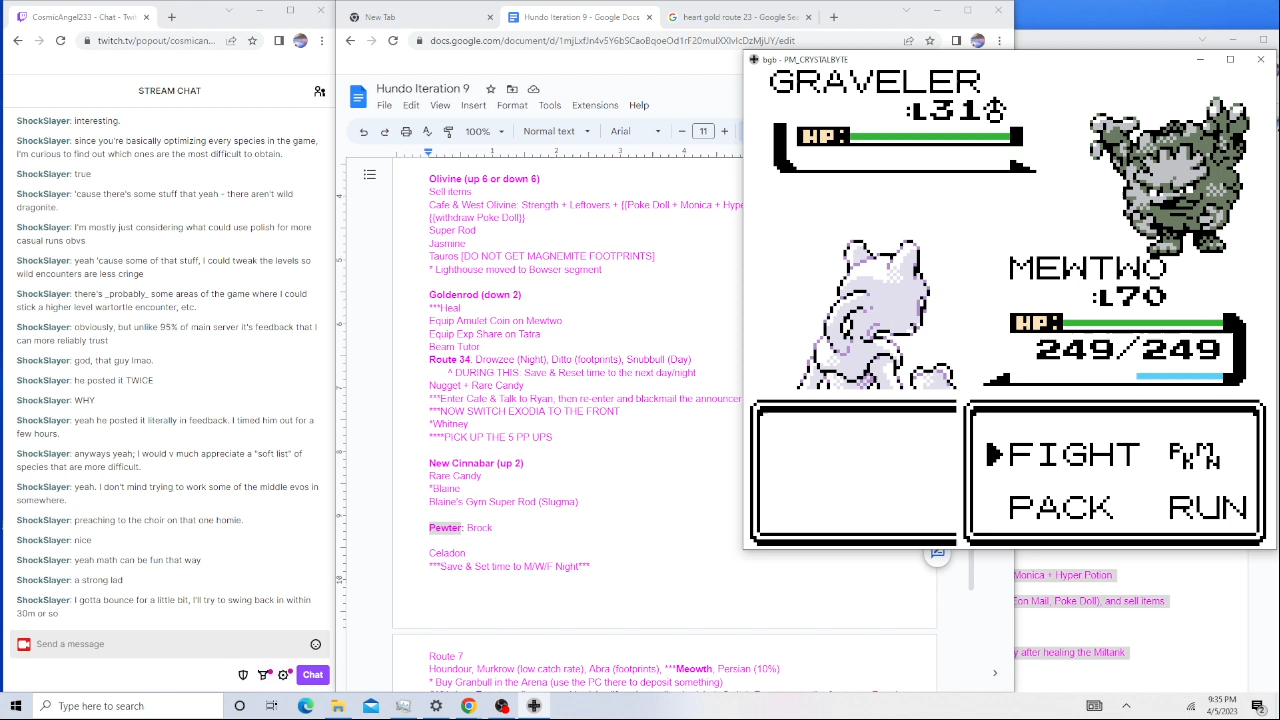 CosmicAngel233 - Chat - Twit
twitch.tv/popout/cosmican...
STREAM CHAT
ShockSlayer: interesting.
ShockSlayer: since you're basically optimizing every species in the game,
I'm curious to find out which ones are the most difficult to obtain.
ShockSlayer: true
ShockSlayer: 'cause there's some stuff that yeah - there aren't wild
dragonite.
ShockSlayer: I'm mostly just considering what could use polish for more
casual runs obvs
ShockSlayer: yeah 'cause some of that stuff, I could tweak the levels so
wild encounters are less cringe
ShockSlayer: there's _probably_ some areas of the game where I could
stick a higher level wartortle encounter, etc.
ShockSlayer: obviously, but unlike 95% of main server it's feedback that I
can more reliably trust
ShockSlayer: god, that guy lmao.
ShockSlayer: he posted it TWICE
ShockSlayer: WHY
ShockSlayer: yeah he posted it literally in feedback. I timed him out for a
few hours.
ShockSlayer: anyways yeah; I would v much appreciate a "soft list" of
species that are more difficult.
ShockSlayer: yeah. I don't mind trying to work some of the middle evos in
somewhere.
ShockSlayer: preaching to the choir on that one homie.
ShockSlayer: nice
ShockSlayer: yeah math can be fun that way
ShockSlayer: a strong lad
ShockSlayer: I gotta bounce for a little bit, I'll try to swing back in within
30m or so
Send a message
Chat
New Tab
Hundo Iteration 9 - Google Docs
heart gold route 23 - Google Sea
docs.google.com/document/d/1mjLxfJn4v5Y6bSCaoBqoeOd1rF20mulXXlvIcDzMjUY/edit
Hundo Iteration 9
File Edit View Insert Format Tools Extensions Help
100% Normal text Arial 11
1 2 3 4
Olivine (up 6 or down 6)
Sell items
Cafe & West Olivine: Strength + Leftovers + {{Poke Doll + Monica + Hype
{{withdraw Poke Doll}}
Super Rod
Jasmine
Tauros [DO NOT GET MAGNEMITE FOOTPRINTS]
* Lighthouse moved to Bowser segment
Goldenrod (down 2)
***Heal
Equip Amulet Coin on Mewtwo
Equip Exp Share on Tatra
Beam Tutor
Route 34: Drowzee (Night), Ditto (footprints), Snubbull (Day)
^ DURING THIS: Save & Reset time to the next day/night
Nugget + Rare Candy
***Enter Cafe & Talk to Ryan, then re-enter and blackmail the announcer
***NOW SWITCH EXODIA TO THE FRONT
*Whitney
****PICK UP THE 5 PP UPS
New Cinnabar (up 2)
Rare Candy
*Blaine
Blaine's Gym Super Rod (Slugma)
Pewter: Brock
Celadon
***Save & Set time to M/W/F Night***
Route 7
Houndour, Murkrow (low catch rate), Abra (footprints), ***Meowth, Persian (10%)
* Buy Granbull in the Arena (use the PC there to deposit something)
Monica + Hyper Potion
Eon Mail, Poke Doll), and sell items
y after healing the Miltank
bgb - PM_CRYSTALBYTE
GRAVELER
:L31♂
HP:
MEWTWO
:L70
HP:
249/249
FIGHT PKMN
PACK RUN
Type here to search
9:35 PM
4/5/2023
2